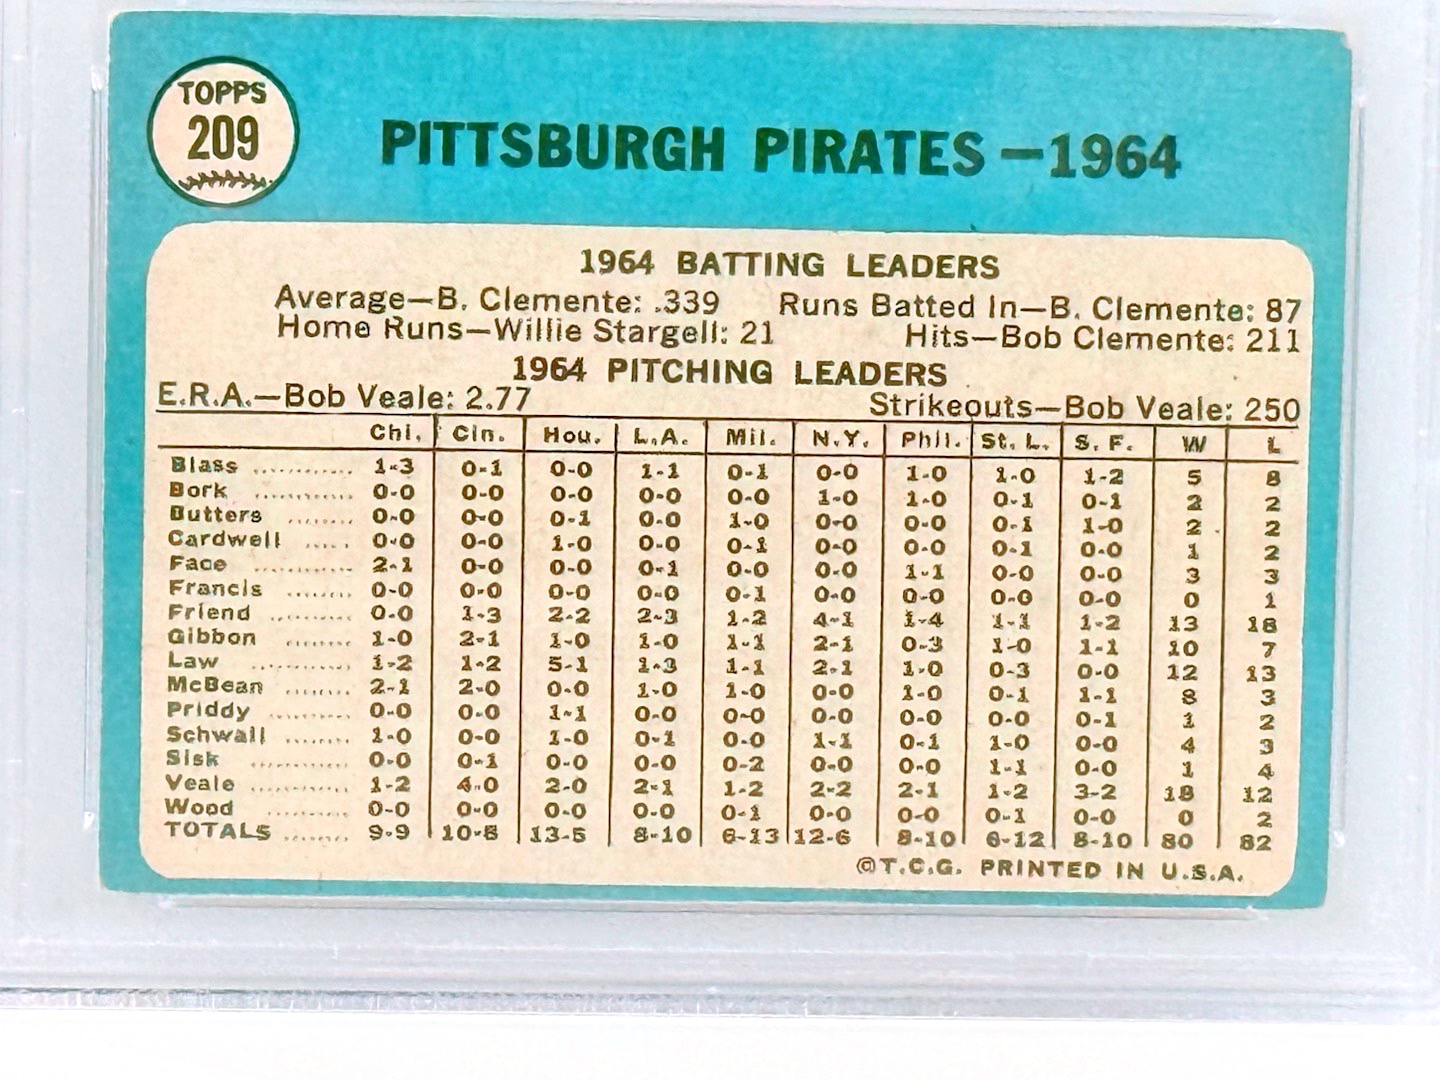 TOPPS
209
PITTSBURGH PIRATES—1964
1964 BATTING LEADERS
Average—B. Clemente: .339 Runs Batted In—B. Clemente: 87
Home Runs—Willie Stargell: 21 Hits—Bob Clemente: 211
1964 PITCHING LEADERS
E.R.A.—Bob Veale: 2.77 Strikeouts—Bob Veale: 250
Chi. Cin. Hou. L.A. Mil. N.Y. Phil. St. L. S. F. W L
Blass ............ 1-3 0-1 0-0 1-1 0-1 0-0 1-0 1-0 1-2 5 8
Bork ............ 0-0 0-0 0-0 0-0 0-0 1-0 1-0 0-1 0-1 2 2
Butters ........ 0-0 0-0 0-1 0-0 1-0 0-0 0-0 0-1 1-0 2 2
Cardwell ..... 0-0 0-0 1-0 0-0 0-1 0-0 0-0 0-1 0-0 1 2
Face ............ 2-1 0-0 0-0 0-1 0-0 0-0 1-1 0-0 0-0 3 3
Francis ........ 0-0 0-0 0-0 0-0 0-1 0-0 0-0 0-0 0-0 0 1
Friend .......... 0-0 1-3 2-2 2-3 1-2 4-1 1-4 1-1 1-2 13 18
Gibbon ........ 1-0 2-1 1-0 1-0 1-1 2-1 0-3 1-0 1-1 10 7
Law ............ 1-2 1-2 5-1 1-3 1-1 2-1 1-0 0-3 0-0 12 13
McBean ........ 2-1 2-0 0-0 1-0 1-0 0-0 1-0 0-1 1-1 8 3
Priddy .......... 0-0 0-0 1-1 0-0 0-0 0-0 0-0 0-0 0-1 1 2
Schwall ........ 1-0 0-0 1-0 0-1 0-0 1-1 0-1 1-0 0-0 4 3
Sisk ............ 0-0 0-1 0-0 0-0 0-2 0-0 0-0 1-1 0-0 1 4
Veale ............ 1-2 4-0 2-0 2-1 1-2 2-2 2-1 1-2 3-2 18 12
Wood .......... 0-0 0-0 0-0 0-0 0-1 0-0 0-0 0-1 0-0 0 2
TOTALS ........ 9-9 10-8 13-5 8-10 6-13 12-6 8-10 6-12 8-10 80 82
©T.C.G. PRINTED IN U.S.A.